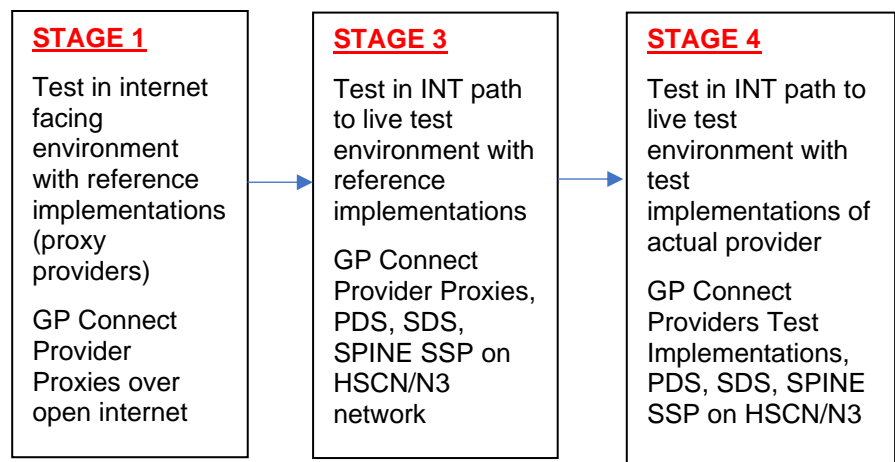 STAGE 1
Test in internet
facing
environment
with reference
implementations
(proxy
providers)
GP Connect
Provider
Proxies over
open internet
STAGE 3
Test in INT path
to live test
environment with
reference
implementations
GP Connect
Provider Proxies,
PDS, SDS,
SPINE SSP on
HSCN/N3
network
STAGE 4
Test in INT path to
live test
environment with
test
implementations of
actual provider
GP Connect
Providers Test
Implementations,
PDS, SDS, SPINE
SSP on HSCN/N3